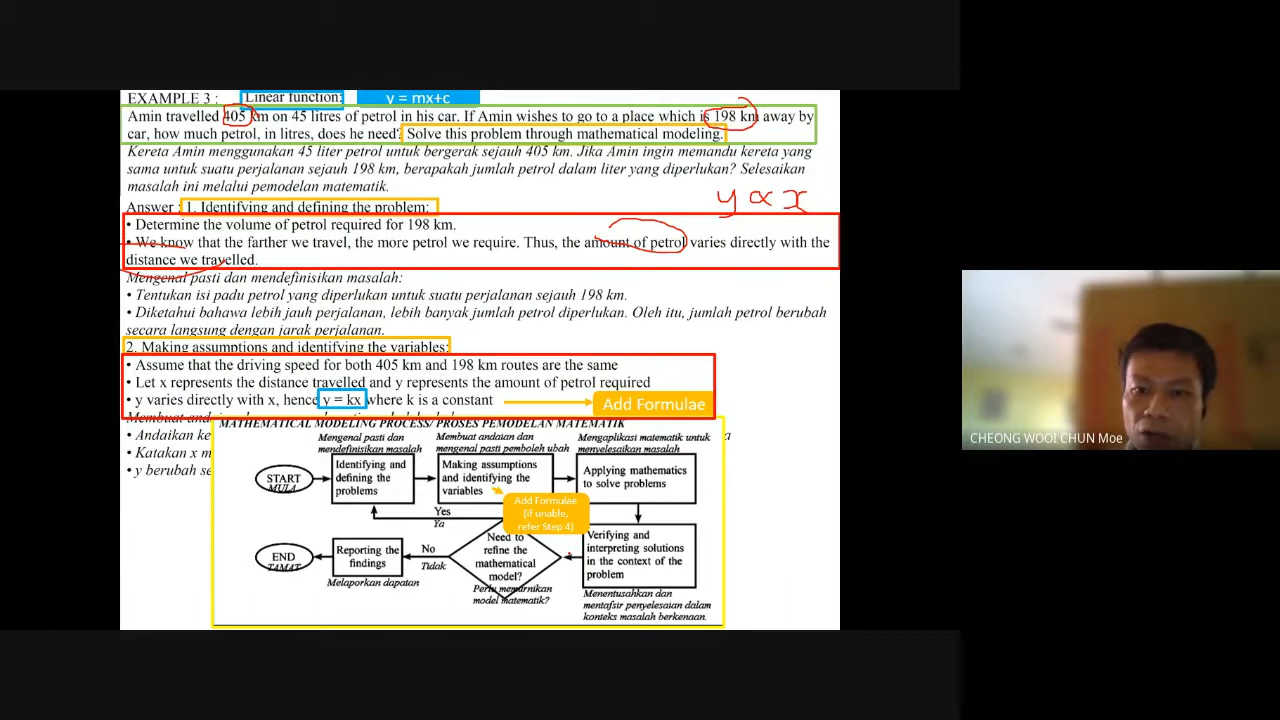 EXAMPLE 3 : Linear function: y = mx+c
Amin travelled 405 km on 45 litres of petrol in his car. If Amin wishes to go to a place which is 198 km away by
car, how much petrol, in litres, does he need? Solve this problem through mathematical modeling.
Kereta Amin menggunakan 45 liter petrol untuk bergerak sejauh 405 km. Jika Amin ingin memandu kereta yang
sama untuk suatu perjalanan sejauh 198 km, berapakah jumlah petrol dalam liter yang diperlukan? Selesaikan
masalah ini melalui pemodelan matematik.
y ∝ x
Answer : 1. Identifying and defining the problem:
• Determine the volume of petrol required for 198 km.
• We know that the farther we travel, the more petrol we require. Thus, the amount of petrol varies directly with the
distance we travelled.
Mengenal pasti dan mendefinisikan masalah:
• Tentukan isi padu petrol yang diperlukan untuk suatu perjalanan sejauh 198 km.
• Diketahui bahawa lebih jauh perjalanan, lebih banyak jumlah petrol diperlukan. Oleh itu, jumlah petrol berubah
secara langsung dengan jarak perjalanan.
2. Making assumptions and identifying the variables:
• Assume that the driving speed for both 405 km and 198 km routes are the same
• Let x represents the distance travelled and y represents the amount of petrol required
• y varies directly with x, hence y = kx where k is a constant
Add Formulae
• Andaikan ke
• Katakan x m
• y berubah se
MATHEMATICAL MODELING PROCESS/ PROSES PEMODELAN MATEMATIK
START
MULA
Mengenal pasti dan
mendefinisikan masalah
Identifying and
defining the
problems
Membuat andaian dan
mengenal pasti pemboleh ubah
Making assumptions
and identifying the
variables
Add Formulae
(if unable,
refer Step 4)
Mengaplikasi matematik untuk
menyelesaikan masalah
Applying mathematics
to solve problems
Verifying and
interpreting solutions
in the context of the
problem
Menentusahkan dan
mentafsir penyelesaian dalam
konteks masalah berkenaan.
Need to
refine the
mathematical
model?
Perlu memurnikan
model matematik?
Yes
Ya
No
Tidak
Reporting the
findings
Melaporkan dapatan
END
TAMAT
CHEONG WOOI CHUN Moe